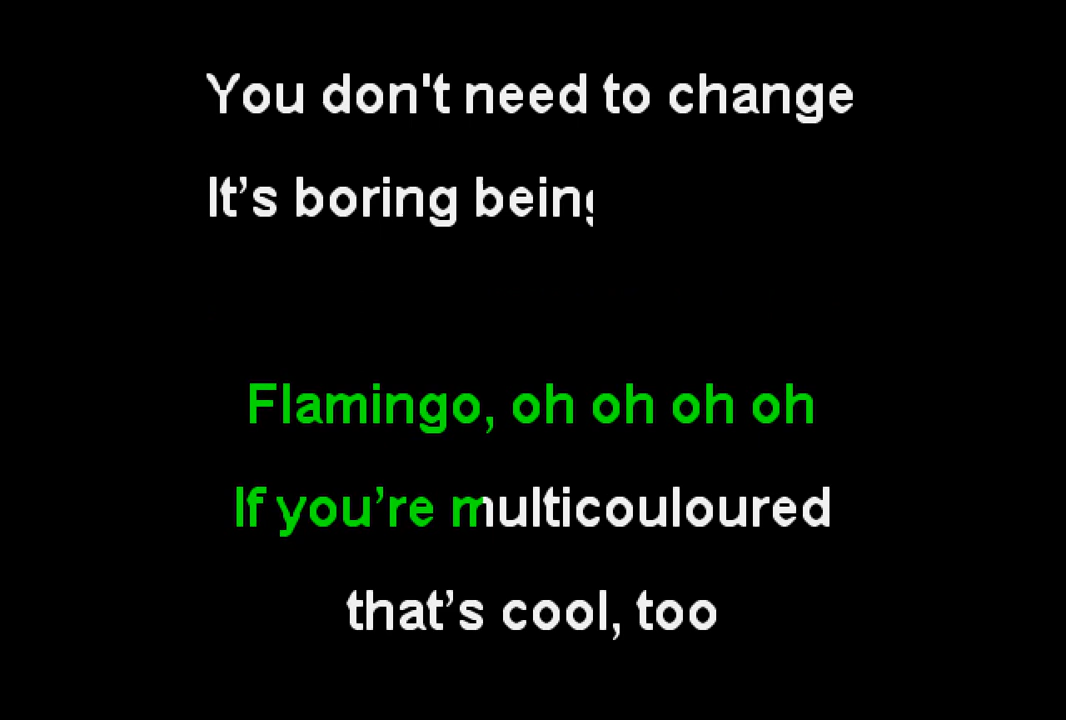 You don't need to change
It’s boring being
Flamingo, oh oh oh oh
If you’re multicouloured
that’s cool, too